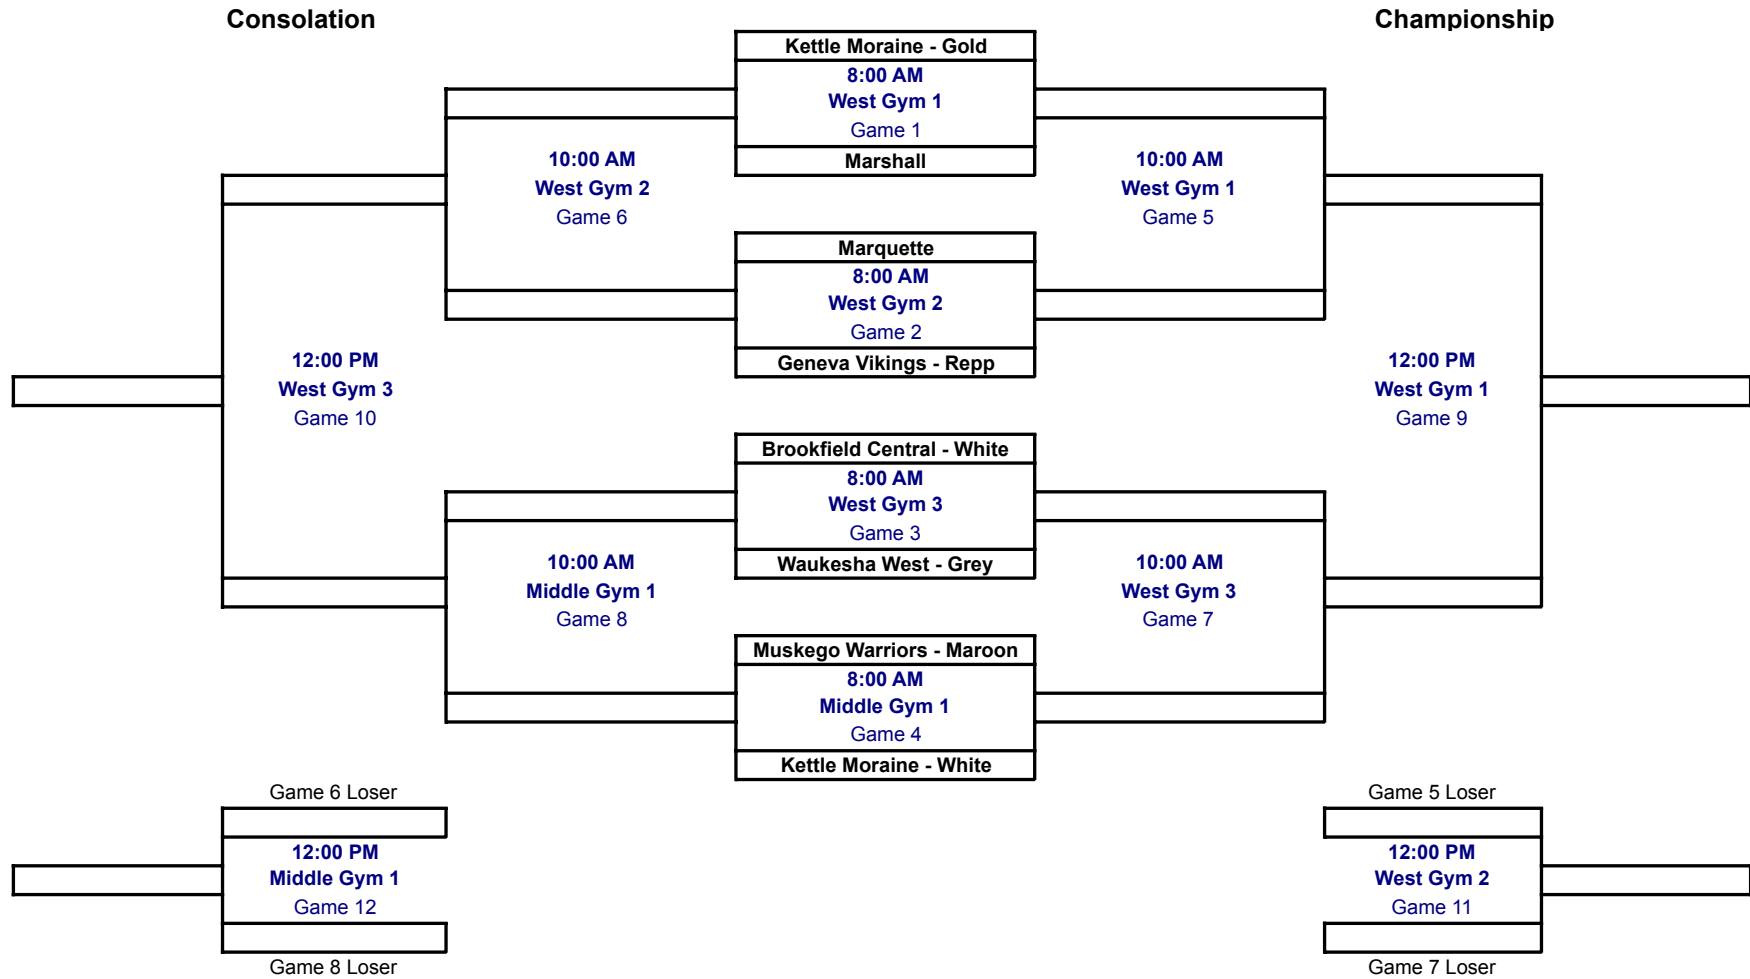 Consolation
Championship
Kettle Moraine - Gold
8:00 AM
West Gym 1
Game 1
Marshall
10:00 AM
West Gym 2
Game 6
10:00 AM
West Gym 1
Game 5
Marquette
8:00 AM
West Gym 2
Game 2
Geneva Vikings - Repp
12:00 PM
West Gym 3
Game 10
12:00 PM
West Gym 1
Game 9
Brookfield Central - White
8:00 AM
West Gym 3
Game 3
Waukesha West - Grey
10:00 AM
Middle Gym 1
Game 8
10:00 AM
West Gym 3
Game 7
Muskego Warriors - Maroon
8:00 AM
Middle Gym 1
Game 4
Kettle Moraine - White
Game 6 Loser
12:00 PM
Middle Gym 1
Game 12
Game 8 Loser
Game 5 Loser
12:00 PM
West Gym 2
Game 11
Game 7 Loser